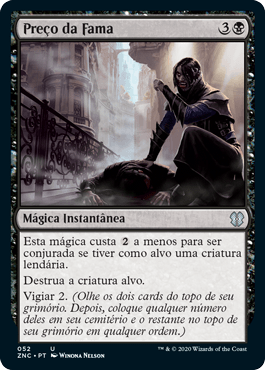 Preço da Fama 3
Mágica Instantânea
Esta mágica custa 2 a menos para ser
conjurada se tiver como alvo uma criatura
lendária.
Destrua a criatura alvo.
Vigiar 2. (Olhe os dois cards do topo de seu
grimório. Depois, coloque qualquer número
deles em seu cemitério e o restante no topo de
seu grimório em qualquer ordem.)
052 U
ZNC • PT Winona Nelson
™ & © 2020 Wizards of the Coast